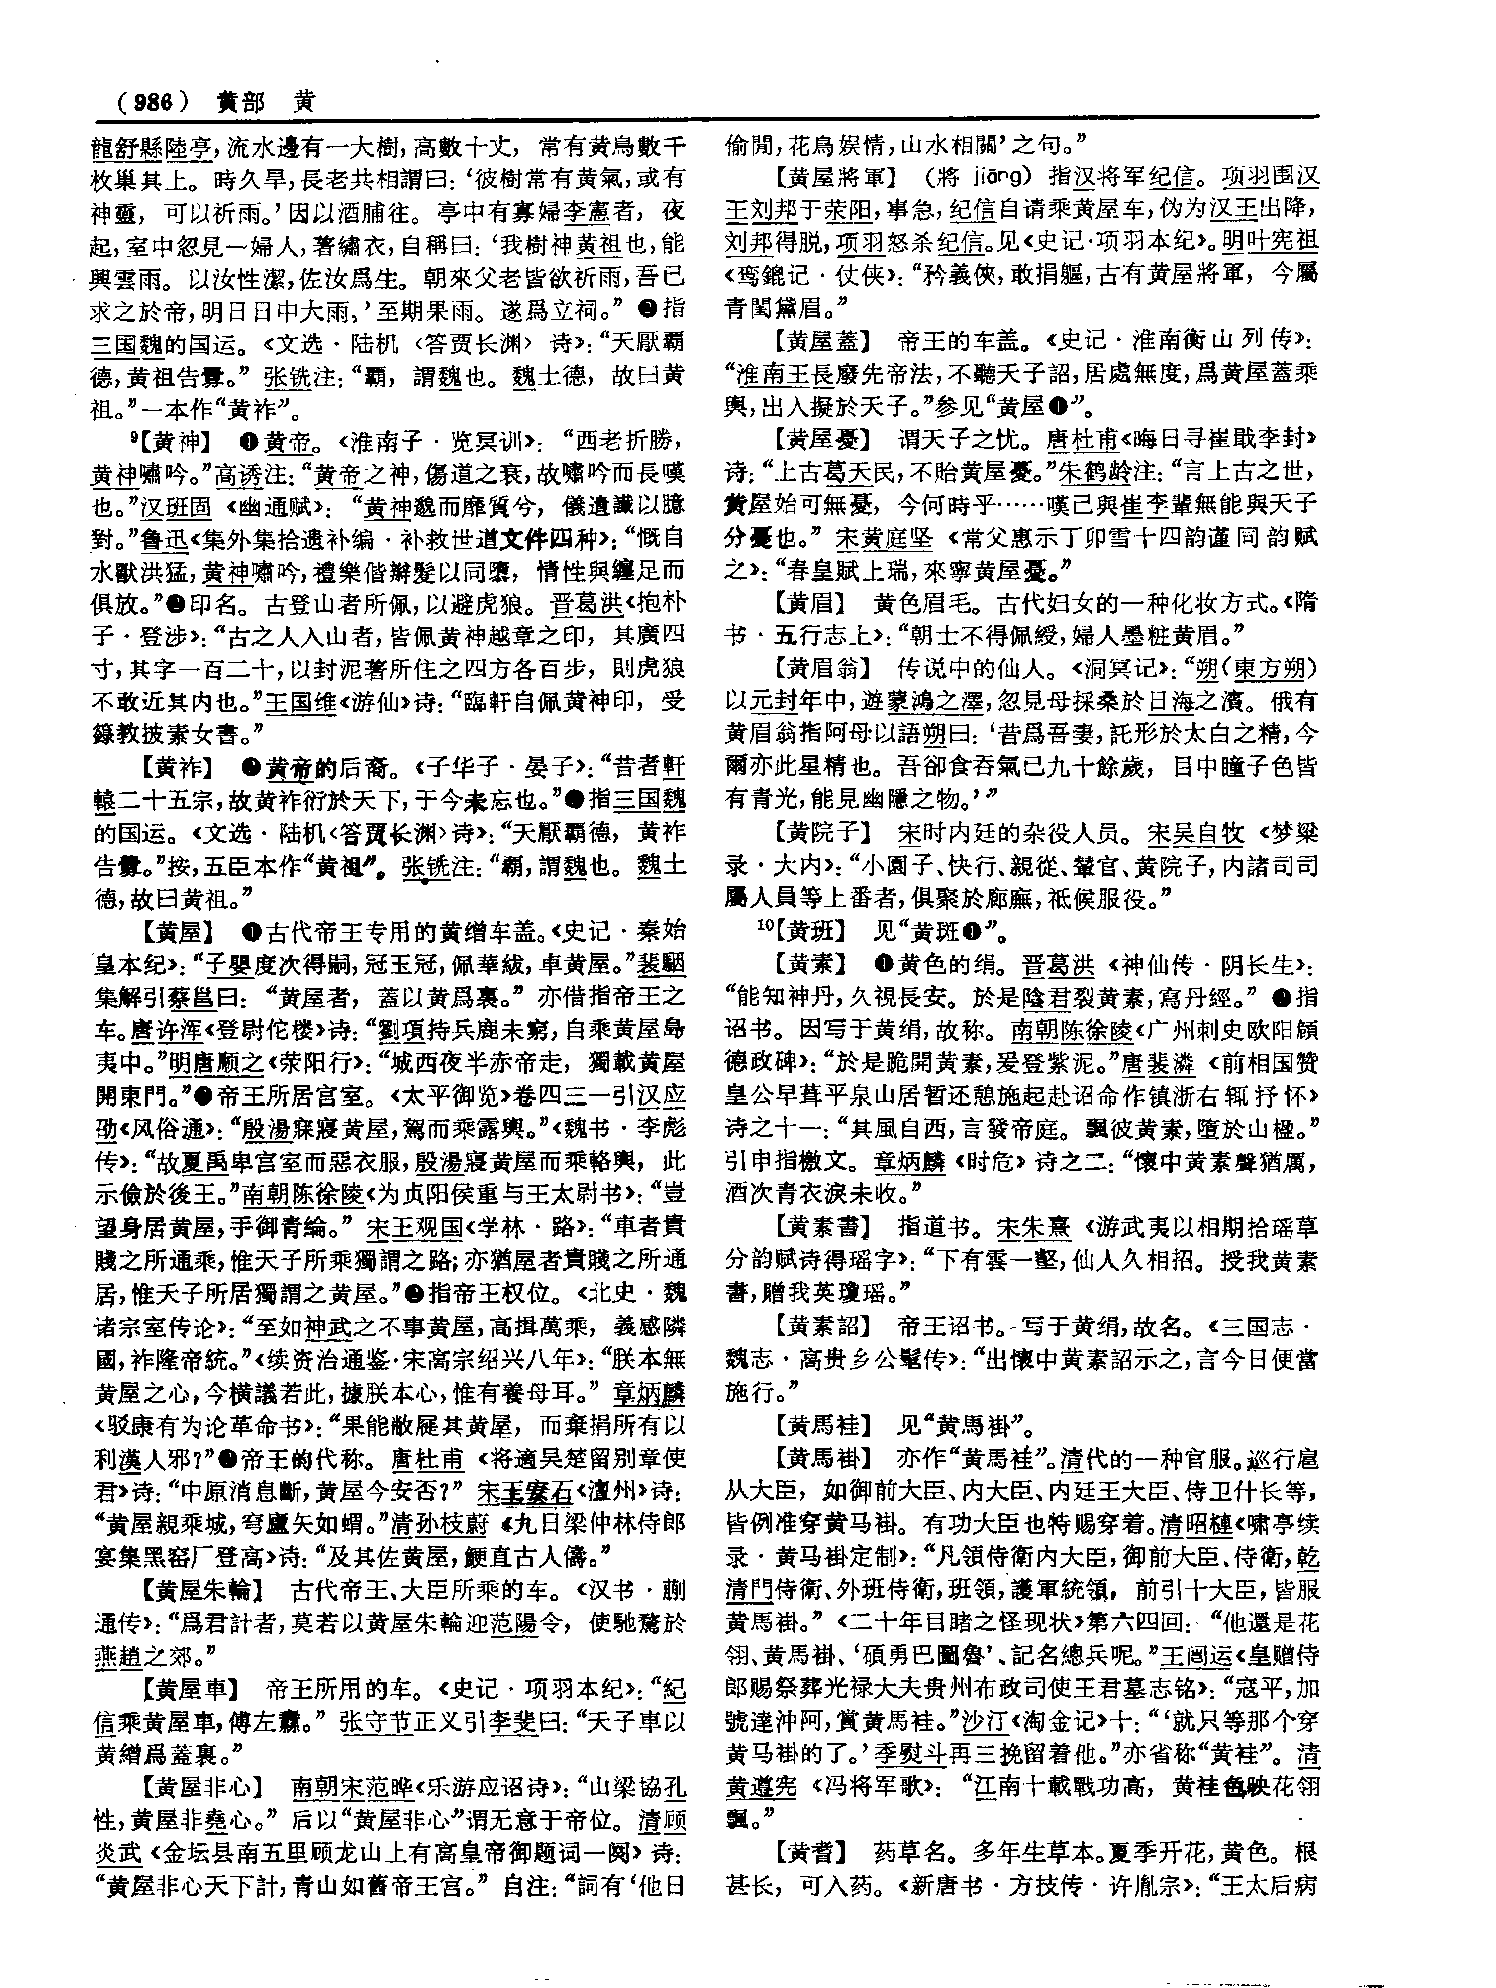 （986） 黄部 黄
龍舒縣陸亭，流水邊有一大樹，高數十丈，常有黄鳥數千
枚巢其上。時久旱，長老共相謂曰：‘彼樹常有黄氣，或有
神靈，可以祈雨。’因以酒脯往。亭中有寡婦李憲者，夜
起，室中忽見一婦人，著繡衣，自稱曰：‘我樹神黄祖也，能
興雲雨。以汝性潔，佐汝爲生。朝來父老皆欲祈雨，吾已
求之於帝，明日日中大雨，’至期果雨。遂爲立祠。”❷指
三国魏的国运。《文选·陆机〈答贾长渊〉诗》：“天厭霸
德，黄祖告釁。”张铣注：“霸，謂魏也。魏土德，故曰黄
祖。”一本作“黄祚”。
9【黄神】 ❶黄帝。《淮南子·览冥训》：“西老折勝，
黄神嘯吟。”高诱注：“黄帝之神，傷道之衰，故嘯吟而長嘆
也。”汉班固《幽通赋》：“黄神邈而靡質兮，儀遺讖以臆
對。”鲁迅《集外集拾遗补编·补救世道文件四种》：“慨自
水獸洪猛，黄神嘯吟，禮樂偕辮髮以同隳，情性與纏足而
俱放。”❷印名。古登山者所佩，以避虎狼。晋葛洪《抱朴
子·登涉》：“古之人入山者，皆佩黄神越章之印，其廣四
寸，其字一百二十，以封泥著所住之四方各百步，則虎狼
不敢近其内也。”王国维《游仙》诗：“臨軒自佩黄神印，受
籙教披素女書。”
【黄祚】 ❶黄帝的后裔。《子华子·晏子》：“昔者軒
轅二十五宗，故黄祚衍於天下，于今未忘也。”❷指三国魏
的国运。《文选·陆机〈答贾长渊〉诗》：“天厭霸德，黄祚
告釁。”按，五臣本作“黄祖”。张铣注：“霸，謂魏也。魏土
德，故曰黄祖。”
【黄屋】 ❶古代帝王专用的黄缯车盖。《史记·秦始
皇本纪》：“子嬰度次得嗣，冠玉冠，佩華紱，車黄屋。”裴駰
集解引蔡邕曰：“黄屋者，蓋以黄爲裏。”亦借指帝王之
车。唐许浑《登尉佗楼》诗：“劉項持兵鹿未窮，自乘黄屋島
夷中。”明唐顺之《荥阳行》：“城西夜半赤帝走，獨載黄屋
開東門。”❷帝王所居宫室。《太平御览》卷四三一引汉应
劭《风俗通》：“殷湯寐寢黄屋，駕而乘露輿。”《魏书·李彪
传》：“故夏禹卑宫室而惡衣服，殷湯寢黄屋而乘輅輿，此
示儉於後王。”南朝陈徐陵《为贞阳侯重与王太尉书》：“豈
望身居黄屋，手御青綸。”宋王观国《学林·路》：“車者貴
賤之所通乘，惟天子所乘獨謂之路；亦猶屋者貴賤之所通
居，惟天子所居獨謂之黄屋。”❸指帝王权位。《北史·魏
诸宗室传论》：“至如神武之不事黄屋，高揖萬乘，義感隣
國，祚隆帝統。”《续资治通鉴·宋高宗绍兴八年》：“朕本無
黄屋之心，今橫議若此，據朕本心，惟有養母耳。”章炳麟
《驳康有为论革命书》：“果能敝屣其黄屋，而棄捐所有以
利漢人邪？”❹帝王的代称。唐杜甫《将适吴楚留别章使
君》诗：“中原消息斷，黄屋今安否？”宋王安石《澶州》诗：
“黄屋親乘城，穹廬矢如蝟。”清孙枝蔚《九日梁仲林侍郎
宴集黑窑厂登高》诗：“及其佐黄屋，鯁直古人儔。”
【黄屋朱輪】 古代帝王、大臣所乘的车。《汉书·蒯
通传》：“爲君計者，莫若以黄屋朱輪迎范陽令，使馳騖於
燕趙之郊。”
【黄屋車】 帝王所用的车。《史记·项羽本纪》：“紀
信乘黄屋車，傅左纛。”张守节正义引李斐曰：“天子車以
黄繒爲蓋裏。”
【黄屋非心】 南朝宋范晔《乐游应诏诗》：“山梁協孔
性，黄屋非堯心。”后以“黄屋非心”谓无意于帝位。清顾
炎武《金坛县南五里顾龙山上有高皇帝御题词一阕》诗：
“黄屋非心天下計，青山如舊帝王宫。”自注：“詞有‘他日
偷閒，花鳥娱情，山水相關’之句。”
【黄屋將軍】 （將 jiāng）指汉将军纪信。项羽围汉
王刘邦于荥阳，事急，纪信自请乘黄屋车，伪为汉王出降，
刘邦得脱，项羽怒杀纪信。见《史记·项羽本纪》。明叶宪祖
《鸾鎞记·仗侠》：“矜義俠，敢捐軀，古有黄屋將軍，今屬
青閨黛眉。”
【黄屋蓋】 帝王的车盖。《史记·淮南衡山列传》：
“淮南王長廢先帝法，不聽天子詔，居處無度，爲黄屋蓋乘
輿，出入擬於天子。”参见“黄屋❶”。
【黄屋憂】 谓天子之忧。唐杜甫《晦日寻崔戢李封》
诗：“上古葛天民，不貽黄屋憂。”朱鹤龄注：“言上古之世，
黄屋始可無憂，今何時乎……嘆己與崔李輩無能與天子
分憂也。”宋黄庭坚《常父惠示丁卯雪十四韵谨同韵赋
之》：“春皇賦上瑞，來寧黄屋憂。”
【黄眉】 黄色眉毛。古代妇女的一种化妆方式。《隋
书·五行志上》：“朝士不得佩綬，婦人墨粧黄眉。”
【黄眉翁】 传说中的仙人。《洞冥记》：“朔（東方朔）
以元封年中，遊蒙鴻之澤，忽見母採桑於日海之濱。俄有
黄眉翁指阿母以語朔曰：‘昔爲吾妻，託形於太白之精，今
爾亦此星精也。吾卻食吞氣已九十餘歲，目中瞳子色皆
有青光，能見幽隱之物。’”
【黄院子】 宋时内廷的杂役人员。宋吴自牧《梦粱
录·大内》：“小園子、快行、親從、輦官、黄院子，内諸司司
屬人員等上番者，俱聚於廊廡，祗候服役。”
10【黄班】 见“黄斑❶”。
【黄素】 ❶黄色的绢。晋葛洪《神仙传·阴长生》：
“能知神丹，久視長安。於是陰君裂黄素，寫丹經。”❷指
诏书。因写于黄绢，故称。南朝陈徐陵《广州刺史欧阳頠
德政碑》：“於是跪開黄素，爰登紫泥。”唐裴潾《前相国赞
皇公早葺平泉山居暂还憩施起赴诏命作镇浙右辄抒怀》
诗之十一：“其風自西，言發帝庭。飄彼黄素，墮於山楹。”
引申指檄文。章炳麟《时危》诗之二：“懷中黄素聲猶厲，
酒次青衣淚未收。”
【黄素書】 指道书。宋朱熹《游武夷以相期拾瑶草
分韵赋诗得瑶字》：“下有雲一壑，仙人久相招。授我黄素
書，贈我英瓊瑶。”
【黄素詔】 帝王诏书。写于黄绢，故名。《三国志·
魏志·高贵乡公髦传》：“出懷中黄素詔示之，言今日便當
施行。”
【黄馬袿】 见“黄馬褂”。
【黄馬褂】 亦作“黄馬袿”。清代的一种官服。巡行扈
从大臣，如御前大臣、内大臣、内廷王大臣、侍卫什长等，
皆例准穿黄马褂。有功大臣也特赐穿着。清昭梿《啸亭续
录·黄马褂定制》：“凡領侍衛内大臣，御前大臣、侍衛，乾
清門侍衛、外班侍衛，班領，護軍統領，前引十大臣，皆服
黄馬褂。”《二十年目睹之怪现状》第六四回：“他還是花
翎、黄馬褂、‘碩勇巴圖魯’、記名總兵呢。”王闿运《皇赠侍
郎赐祭葬光禄大夫贵州布政司使王君墓志铭》：“寇平，加
號達沖阿，賞黄馬袿。”沙汀《淘金记》十：“‘就只等那个穿
黄马褂的了。’季熨斗再三挽留着他。”亦省称“黄袿”。清
黄遵宪《冯将军歌》：“江南十載戰功高，黄袿色映花翎
飄。”
【黄耆】 药草名。多年生草本。夏季开花，黄色。根
甚长，可入药。《新唐书·方技传·许胤宗》：“王太后病